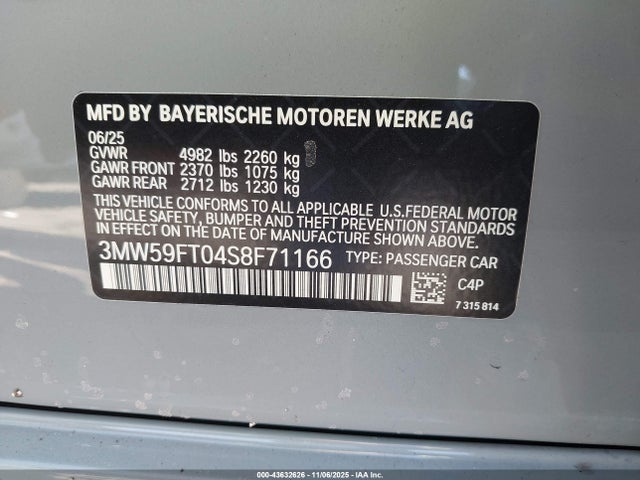 MFD BY BAYERISCHE MOTOREN WERKE AG
06/25
GVWR 4982 lbs 2260 kg
GAWR FRONT 2370 lbs 1075 kg
GAWR REAR 2712 lbs 1230 kg
THIS VEHICLE CONFORMS TO ALL APPLICABLE U.S.FEDERAL MOTOR
VEHICLE SAFETY, BUMPER AND THEFT PREVENTION STANDARDS
IN EFFECT ON THE DATE OF MANUFACTURE SHOWN ABOVE.
3MW59FT04S8F71166 TYPE: PASSENGER CAR
C4P
7 315 814
000-43632626 - 11/06/2025 - IAA Inc.